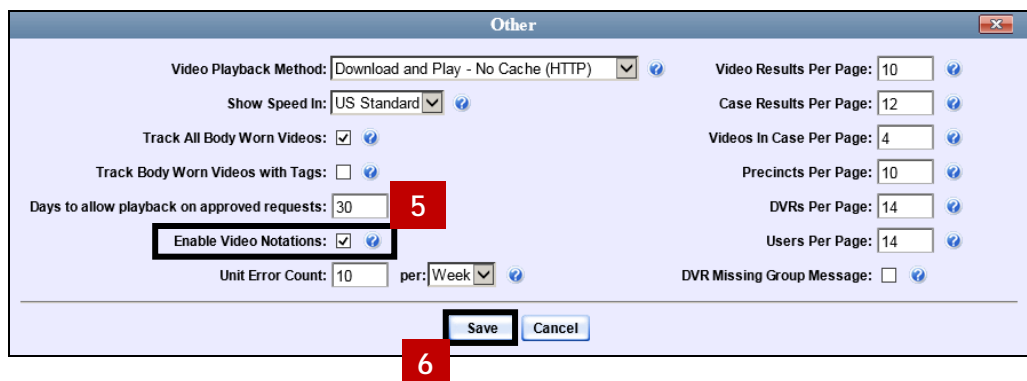 Other
Video Playback Method: Download and Play - No Cache (HTTP)
Show Speed In: US Standard
Track All Body Worn Videos:
Track Body Worn Videos with Tags:
Days to allow playback on approved requests: 30
5
Enable Video Notations:
Unit Error Count: 10 per: Week
Video Results Per Page: 10
Case Results Per Page: 12
Videos In Case Per Page: 4
Precincts Per Page: 10
DVRs Per Page: 14
Users Per Page: 14
DVR Missing Group Message:
Save Cancel
6